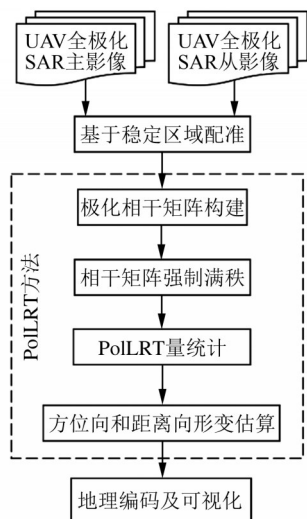 UAV全极化
SAR主影像
UAV全极化
SAR从影像
基于稳定区域配准
极化相干矩阵构建
相干矩阵强制满秩
PolLRT量统计
方位向和距离向形变估算
PolLRT方法
地理编码及可视化